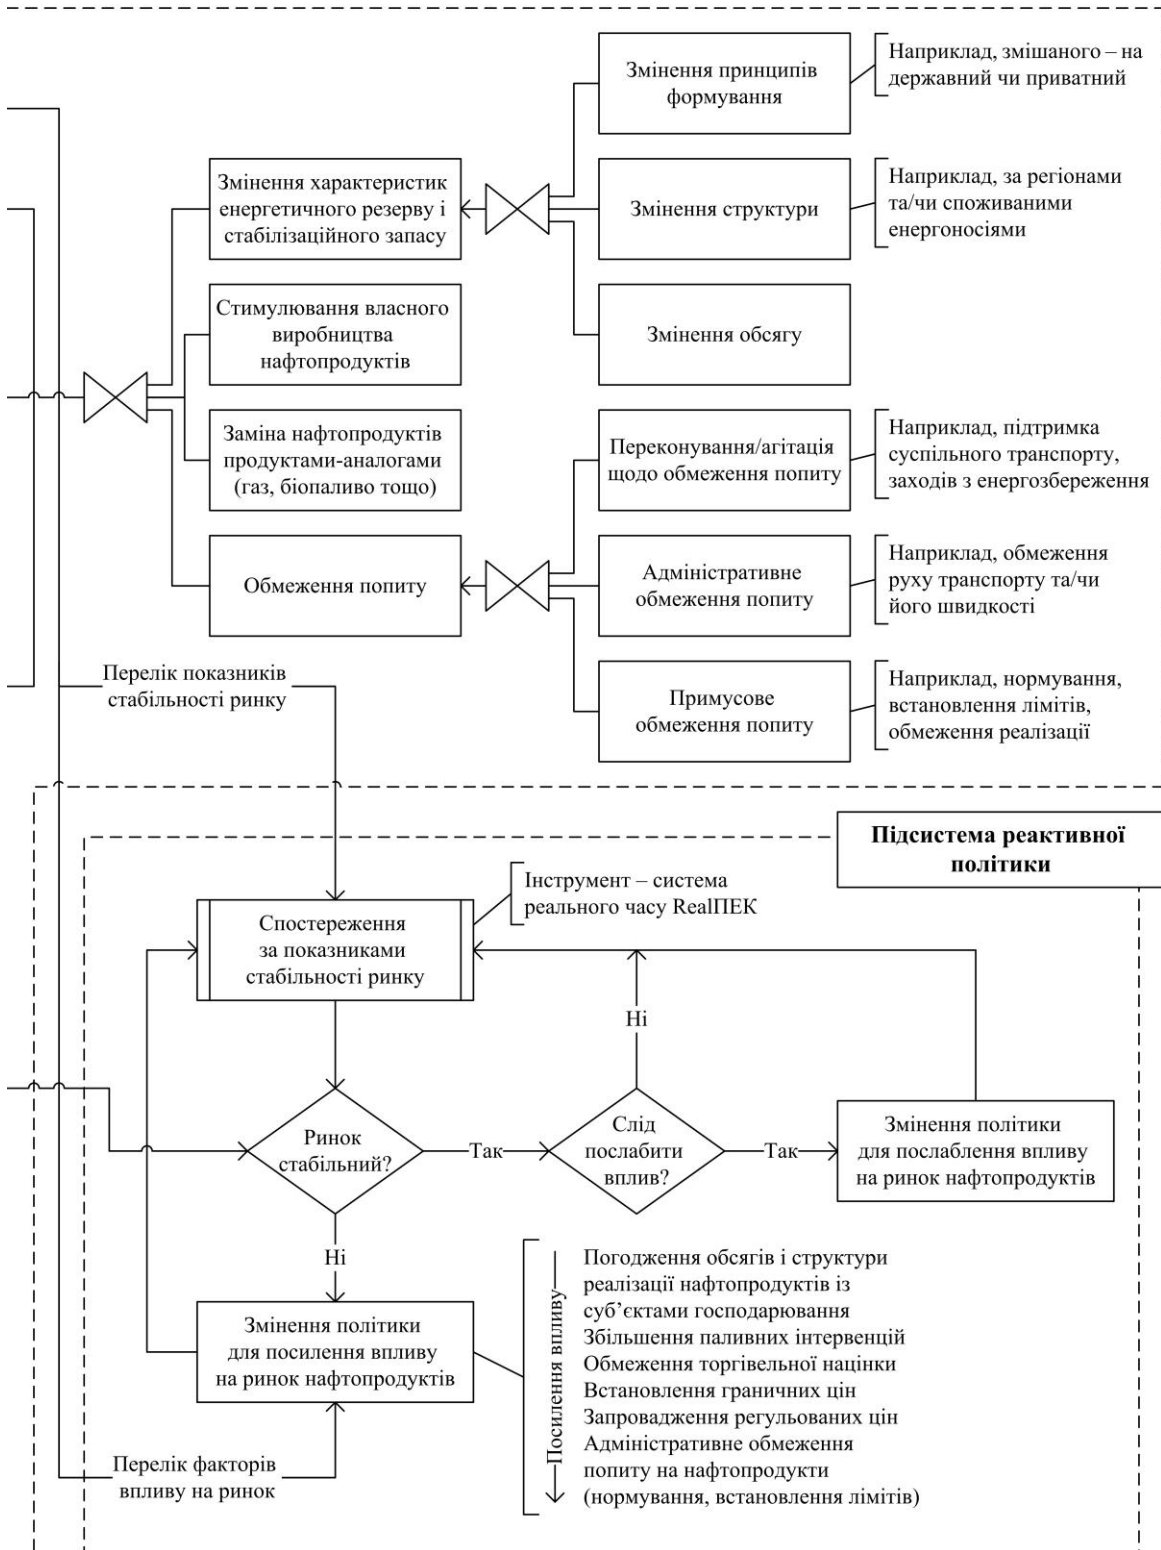 Змінення принципів
формування
Наприклад, змішаного – на
державний чи приватний
Змінення характеристик
енергетичного резерву і
стабілізаційного запасу
Змінення структури
Наприклад, за регіонами
та/чи споживаними
енергоносіями
Стимулювання власного
виробництва
нафтопродуктів
Змінення обсягу
Заміна нафтопродуктів
продуктами-аналогами
(газ, біопаливо тощо)
Переконування/агітація
щодо обмеження попиту
Наприклад, підтримка
суспільного транспорту,
заходів з енергозбереження
Обмеження попиту
Адміністративне
обмеження попиту
Наприклад, обмеження
руху транспорту та/чи
його швидкості
Перелік показників
стабільності ринку
Примусове
обмеження попиту
Наприклад, нормування,
встановлення лімітів,
обмеження реалізації
Підсистема реактивної
політики
Інструмент – система
реального часу RealПЕК
Спостереження
за показниками
стабільності ринку
Ні
Ринок
стабільний?
Так
Слід
послабити
вплив?
Так
Змінення політики
для послаблення впливу
на ринок нафтопродуктів
Ні
Змінення політики
для посилення впливу
на ринок нафтопродуктів
Посилення впливу
Погодження обсягів і структури
реалізації нафтопродуктів із
суб’єктами господарювання
Збільшення паливних інтервенцій
Обмеження торгівельної націнки
Встановлення граничних цін
Запровадження регульованих цін
Адміністративне обмеження
попиту на нафтопродукти
(нормування, встановлення лімітів)
Перелік факторів
впливу на ринок